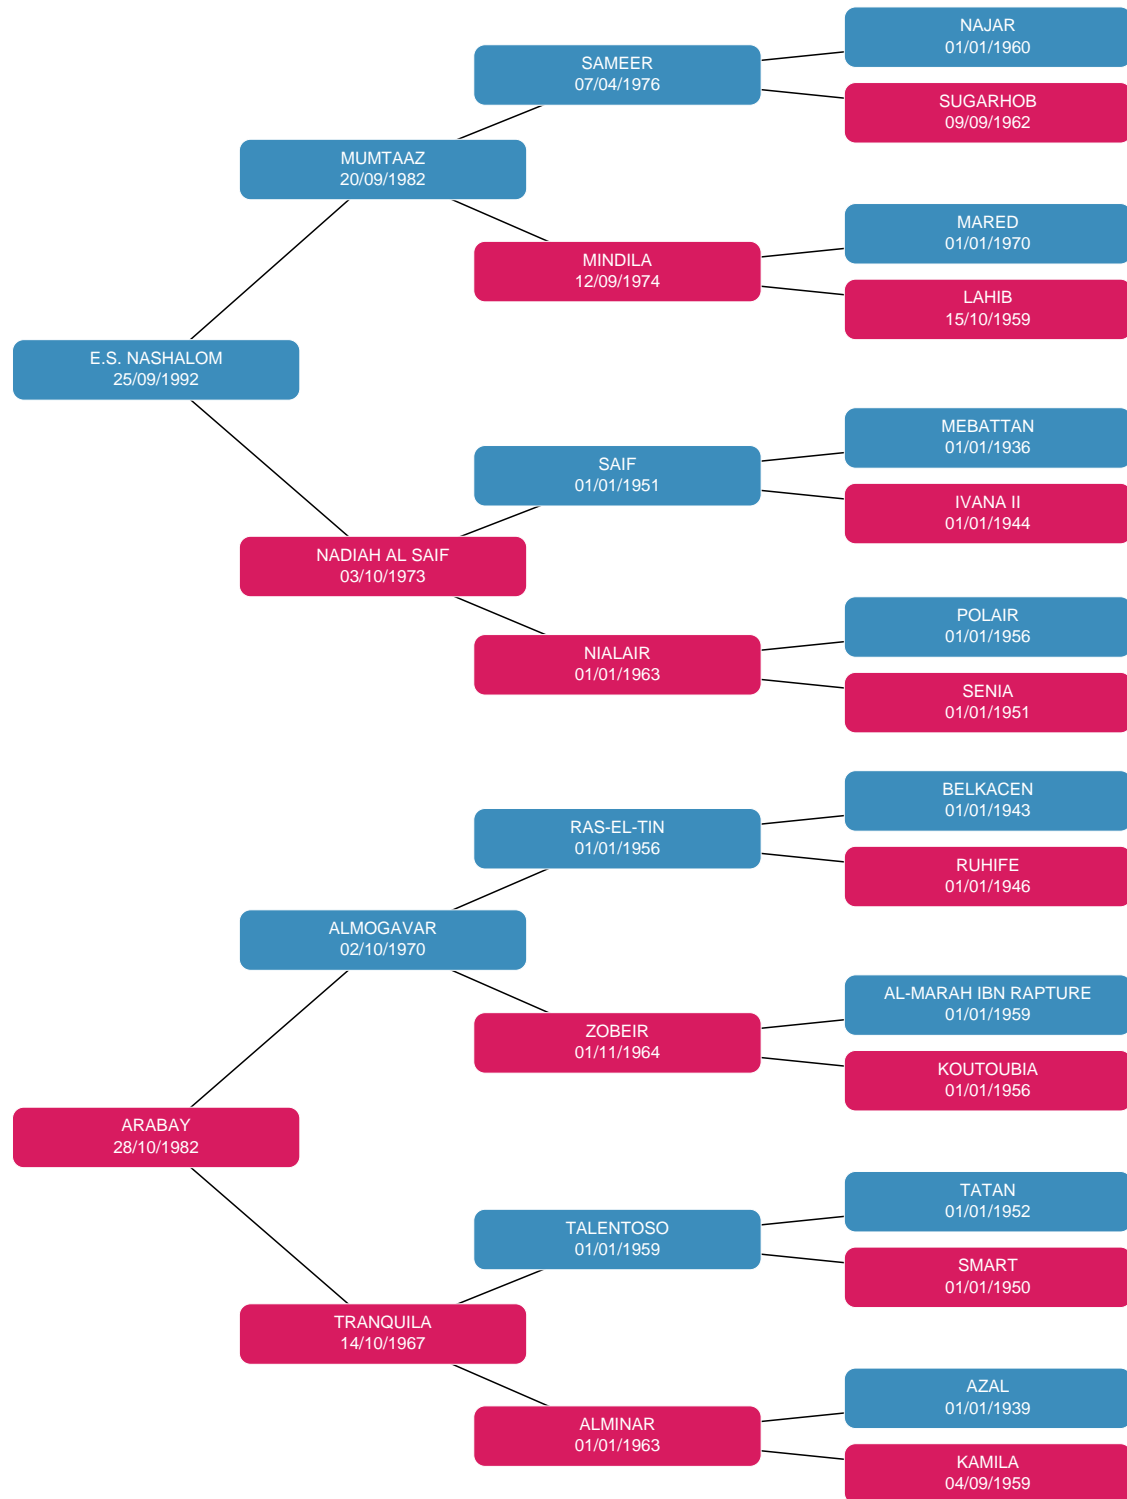 NAJAR
01/01/1960
SAMEER
07/04/1976
SUGARHOB
09/09/1962
MUMTAAZ
20/09/1982
MARED
01/01/1970
MINDILA
12/09/1974
LAHIB
15/10/1959
E.S. NASHALOM
25/09/1992
MEBATTAN
01/01/1936
SAIF
01/01/1951
IVANA II
01/01/1944
NADIAH AL SAIF
03/10/1973
POLAIR
01/01/1956
NIALAIR
01/01/1963
SENIA
01/01/1951
BELKACEN
01/01/1943
RAS-EL-TIN
01/01/1956
RUHIFE
01/01/1946
ALMOGAVAR
02/10/1970
AL-MARAH IBN RAPTURE
01/01/1959
ZOBEIR
01/11/1964
KOUTOUBIA
01/01/1956
ARABAY
28/10/1982
TATAN
01/01/1952
TALENTOSO
01/01/1959
SMART
01/01/1950
TRANQUILA
14/10/1967
AZAL
01/01/1939
ALMINAR
01/01/1963
KAMILA
04/09/1959